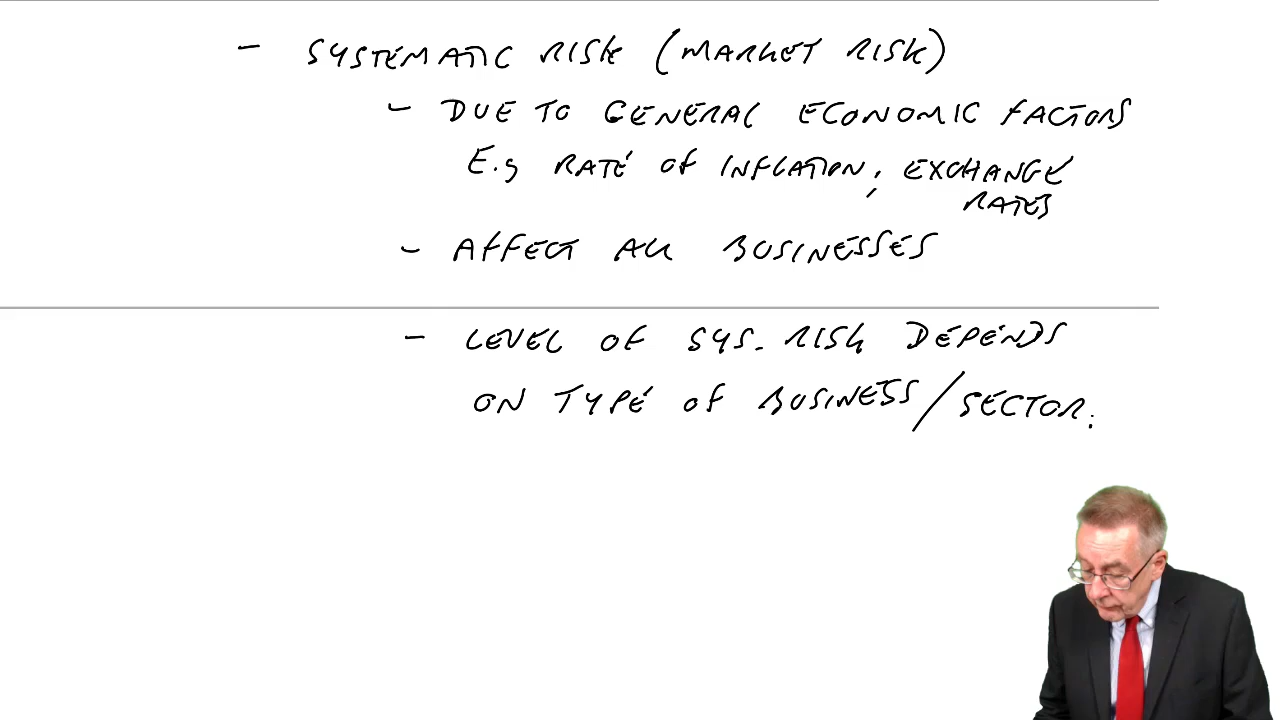 - SYSTEMATIC RISK (MARKET RISK)
- DUE TO GENERAL ECONOMIC FACTORS
E.g RATE OF INFLATION, EXCHANGE
RATES
- AFFECT ALL BUSINESSES
- LEVEL OF SYS. RISK DEPENDS
ON TYPE OF BUSINESS/SECTOR.